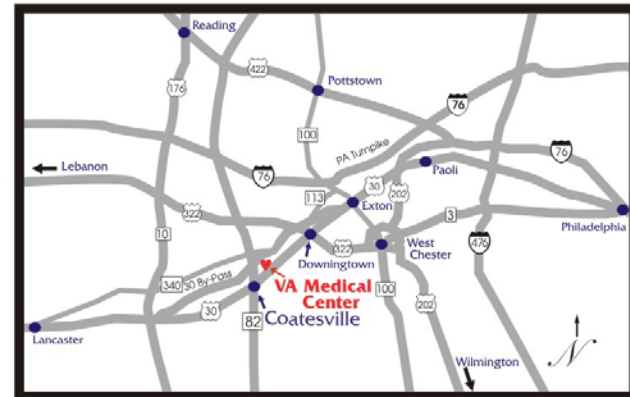 Reading
422
176
Pottstown
76
100
PA Turnpike
76
Lebanon
76
Paoli
30
113
202
Exton
322
3
Philadelphia
10
West
Chester
322
Downingtown
476
340
30 By-Pass
VA Medical
Center
100
202
30
Coatesville
82
Lancaster
Wilmington
N